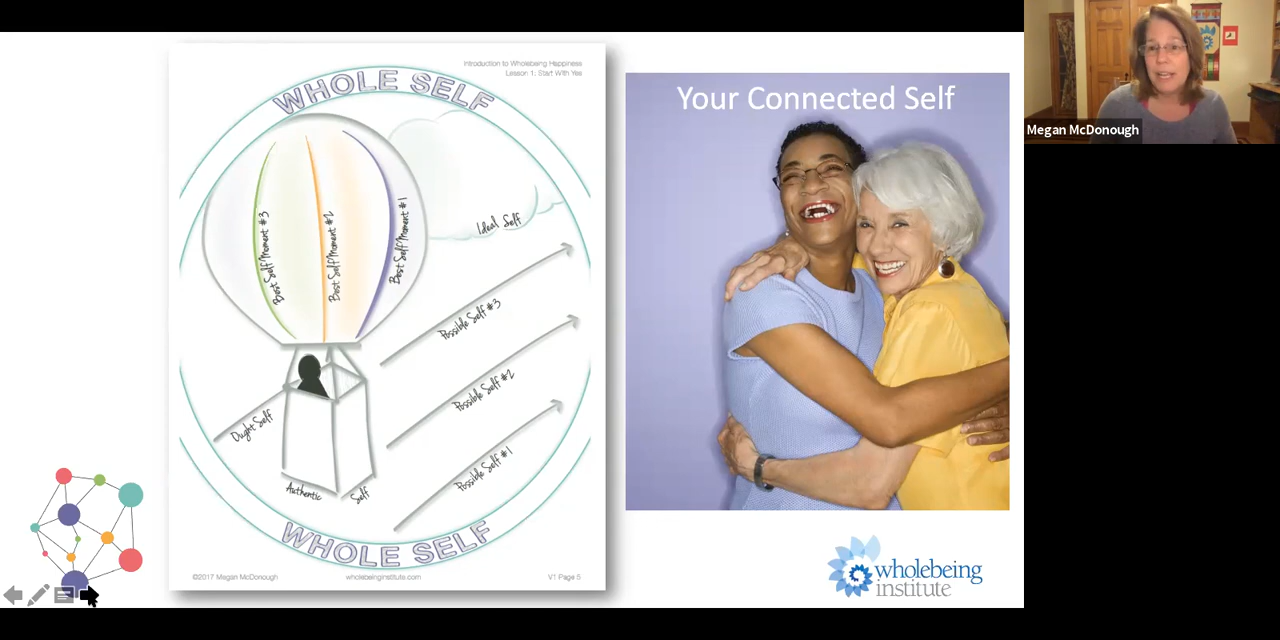 Introduction to Wholebeing Happiness
Lesson 1: Start With Yes
WHOLE SELF
Best Self Moment #3
Best Self Moment #2
Best Self Moment #1
Ideal Self
Possible Self #3
Possible Self #2
Possible Self #1
Ought Self
Authentic Self
WHOLE SELF
©2017 Megan McDonough wholebeinginstitute.com V1 Page 5
Your Connected Self
wholebeing
institute
Megan McDonough